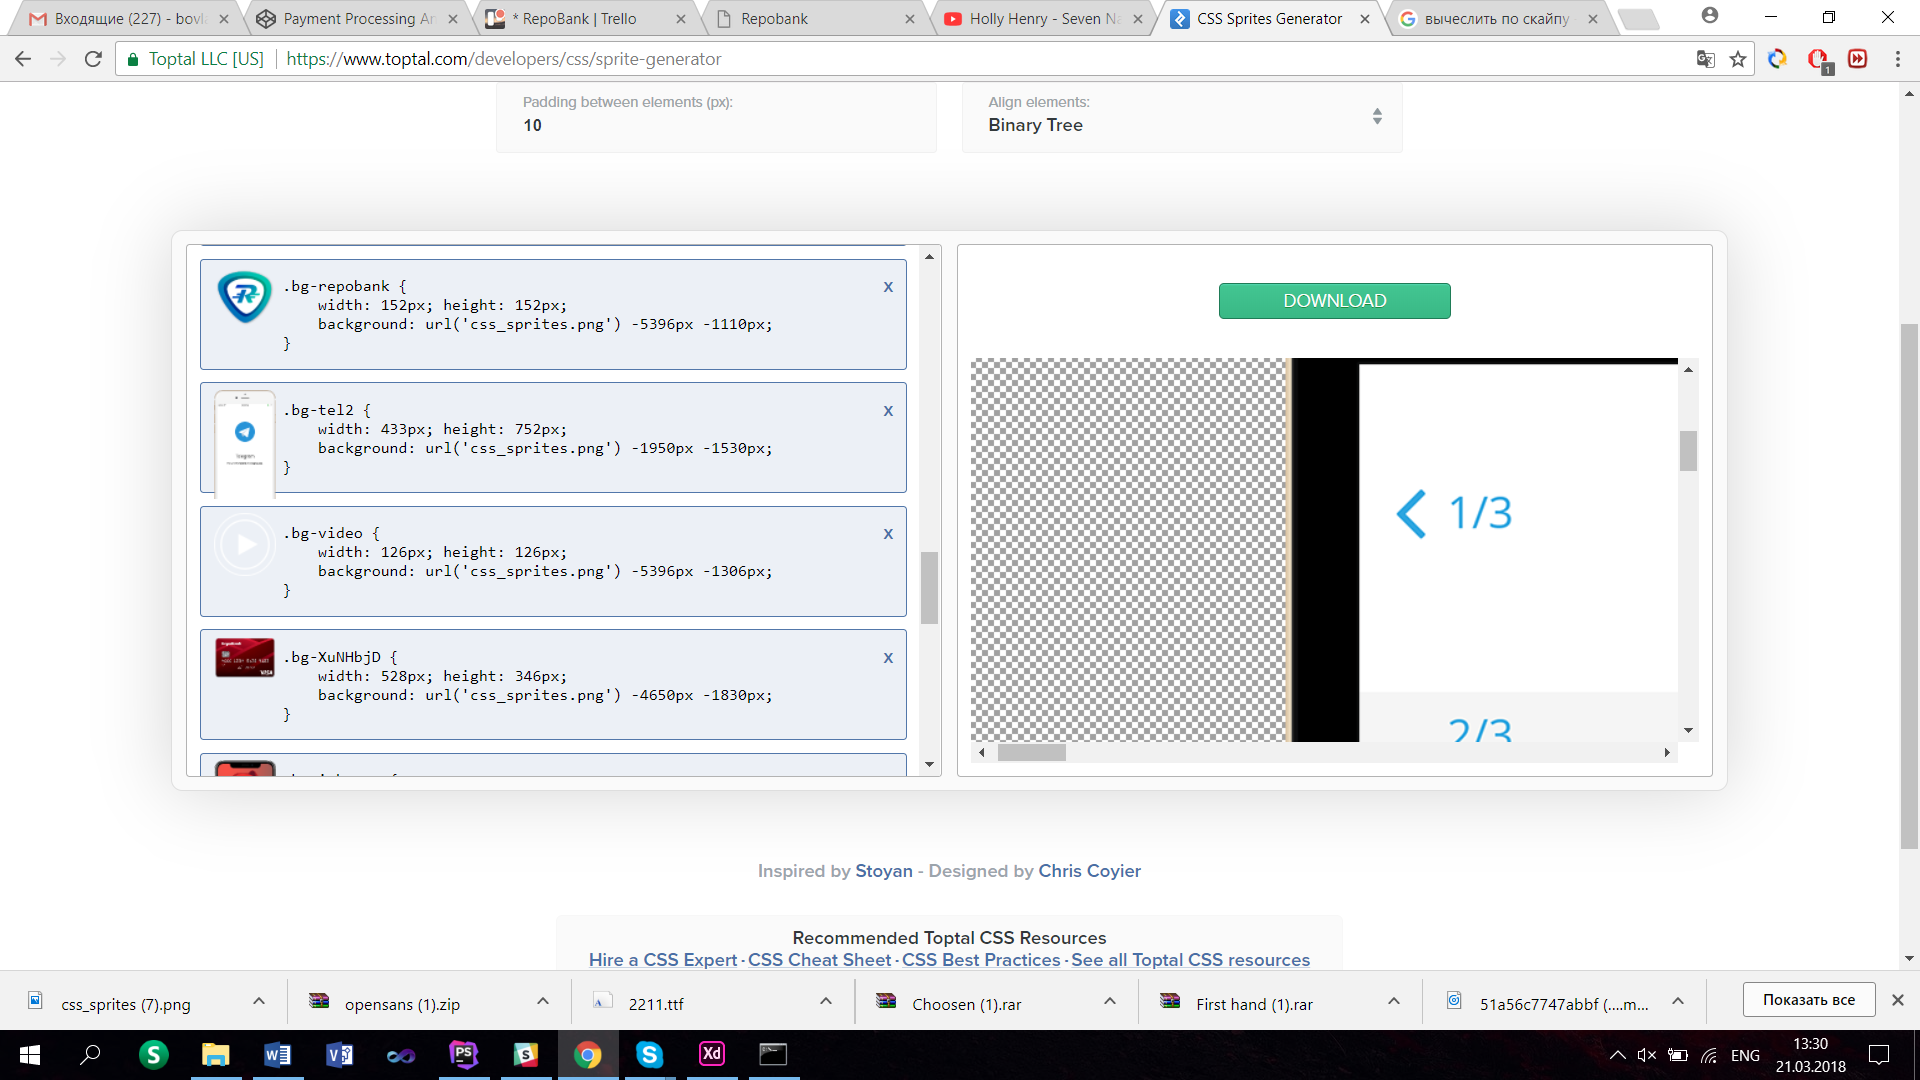 Входящие (227) - bovl
Payment Processing Ar
* RepoBank | Trello
Repobank
Holly Henry - Seven Na
CSS Sprites Generator
вычеслить по скайпу
Toptal LLC [US]
https://www.toptal.com/developers/css/sprite-generator
1
Padding between elements (px):
10
Align elements:
Binary Tree
.bg-repobank {
width: 152px; height: 152px;
background: url('css_sprites.png') -5396px -1110px;
}
X
.bg-tel2 {
width: 433px; height: 752px;
background: url('css_sprites.png') -1950px -1530px;
}
X
.bg-video {
width: 126px; height: 126px;
background: url('css_sprites.png') -5396px -1306px;
}
X
.bg-XuNHbjD {
width: 528px; height: 346px;
background: url('css_sprites.png') -4650px -1830px;
}
X
DOWNLOAD
1/3
2/3
Inspired by Stoyan - Designed by Chris Coyier
Recommended Toptal CSS Resources
Hire a CSS Expert · CSS Cheat Sheet · CSS Best Practices · See all Toptal CSS resources
css_sprites (7).png
opensans (1).zip
2211.ttf
Choosen (1).rar
First hand (1).rar
51a56c7747abbf (....m...
Показать все
ENG
13:30
21.03.2018